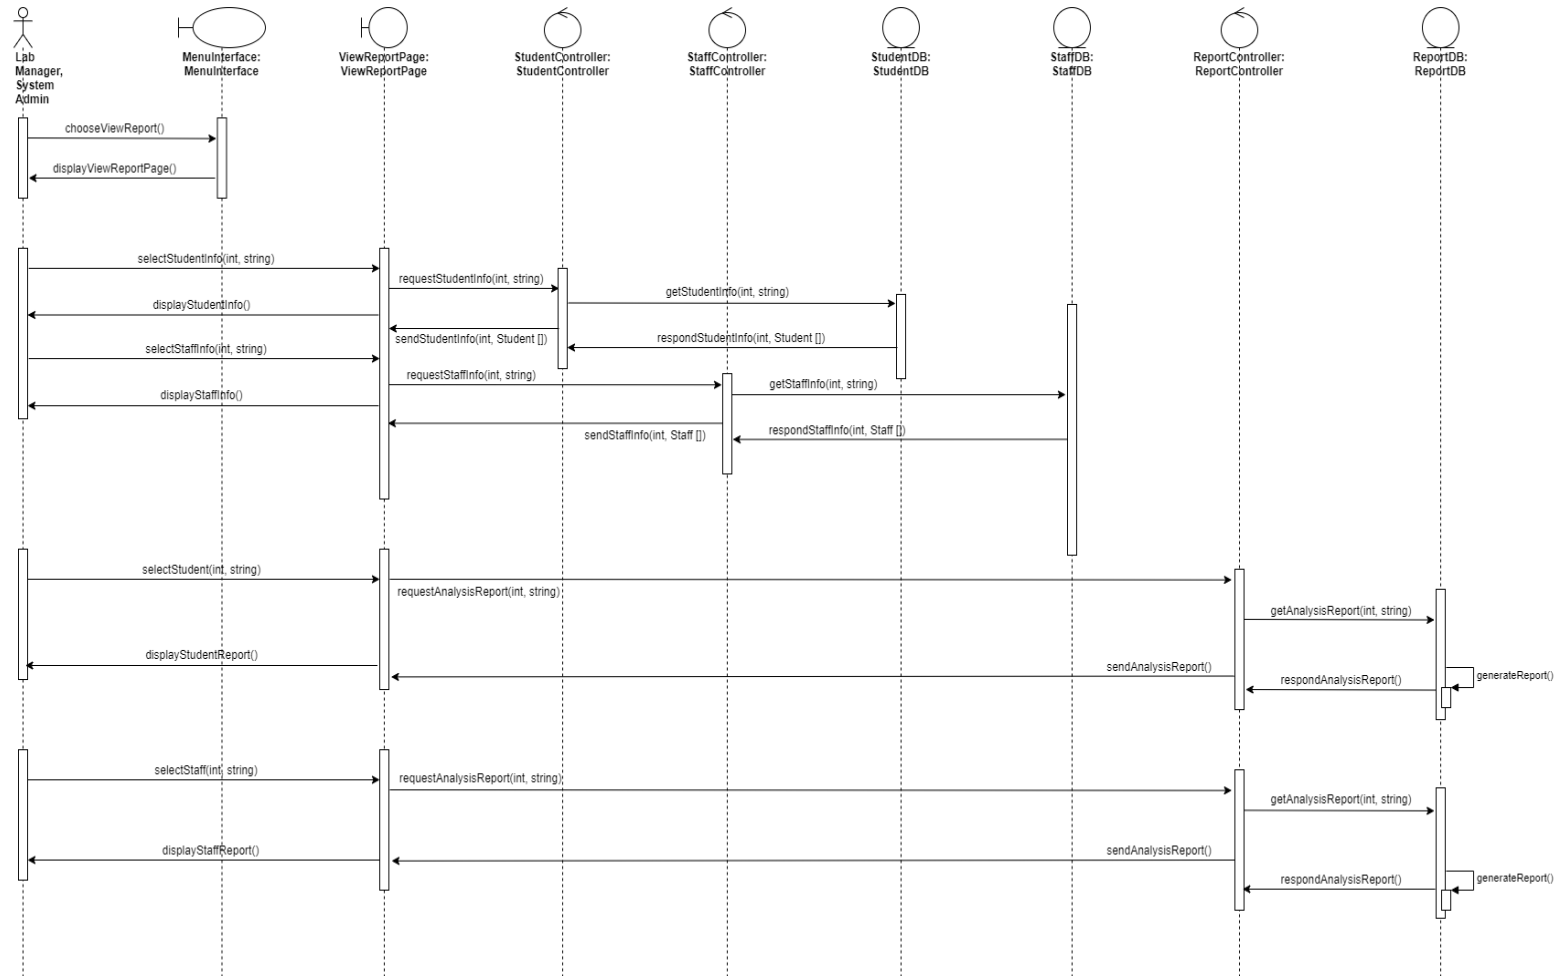 Lab
Manager,
System
Admin
MenuInterface:
MenuInterface
ViewReportPage:
ViewReportPage
StudentController:
StudentController
StaffController:
StaffController
StudentDB:
StudentDB
StaffDB:
StaffDB
ReportController:
ReportController
ReportDB:
ReportDB
chooseViewReport()
displayViewReportPage()
selectStudentInfo(int, string)
requestStudentInfo(int, string)
getStudentInfo(int, string)
displayStudentInfo()
sendStudentInfo(int, Student [])
respondStudentInfo(int, Student [])
selectStaffInfo(int, string)
requestStaffInfo(int, string)
getStaffInfo(int, string)
displayStaffInfo()
sendStaffInfo(int, Staff [])
respondStaffInfo(int, Staff [])
selectStudent(int, string)
requestAnalysisReport(int, string)
getAnalysisReport(int, string)
displayStudentReport()
sendAnalysisReport()
respondAnalysisReport()
generateReport()
selectStaff(int, string)
requestAnalysisReport(int, string)
getAnalysisReport(int, string)
displayStaffReport()
sendAnalysisReport()
respondAnalysisReport()
generateReport()